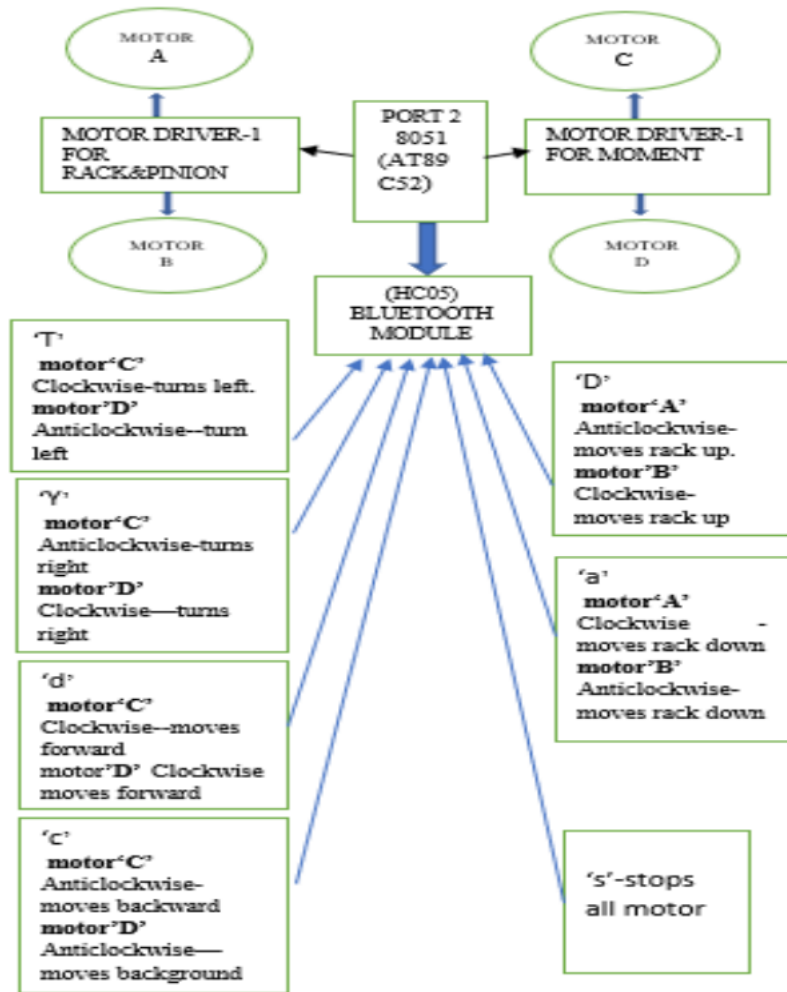 MOTOR
A
MOTOR
C
MOTOR DRIVER-1
FOR
RACK&PINION
PORT 2
8051
(AT89
C52)
MOTOR DRIVER-1
FOR MOMENT
MOTOR
B
MOTOR
D
(HC05)
BLUETOOTH
MODULE
‘T’
motor‘C’
Clockwise-turns left.
motor’D’
Anticlockwise--turn
left
‘Y’
motor‘C’
Anticlockwise-turns
right
motor’D’
Clockwise—turns
right
‘d’
motor‘C’
Clockwise--moves
forward
motor’D’ Clockwise
moves forward
‘c’
motor‘C’
Anticlockwise-
moves backward
motor’D’
Anticlockwise—
moves background
‘D’
motor‘A’
Anticlockwise-
moves rack up.
motor’B’
Clockwise-
moves rack up
‘a’
motor‘A’
Clockwise -
moves rack down
motor’B’
Anticlockwise-
moves rack down
‘s’-stops
all motor